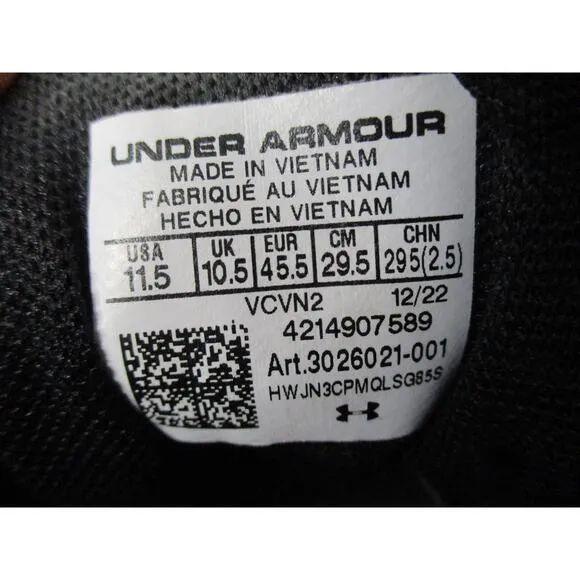 UNDER ARMOUR
MADE IN VIETNAM
FABRIQUÉ AU VIETNAM
HECHO EN VIETNAM
USA UK EUR CM CHN
11.5 10.5 45.5 29.5 295(2.5)
VCVN2 12/22
4214907589
Art.3026021-001
HWJN3CPMQLSG85S